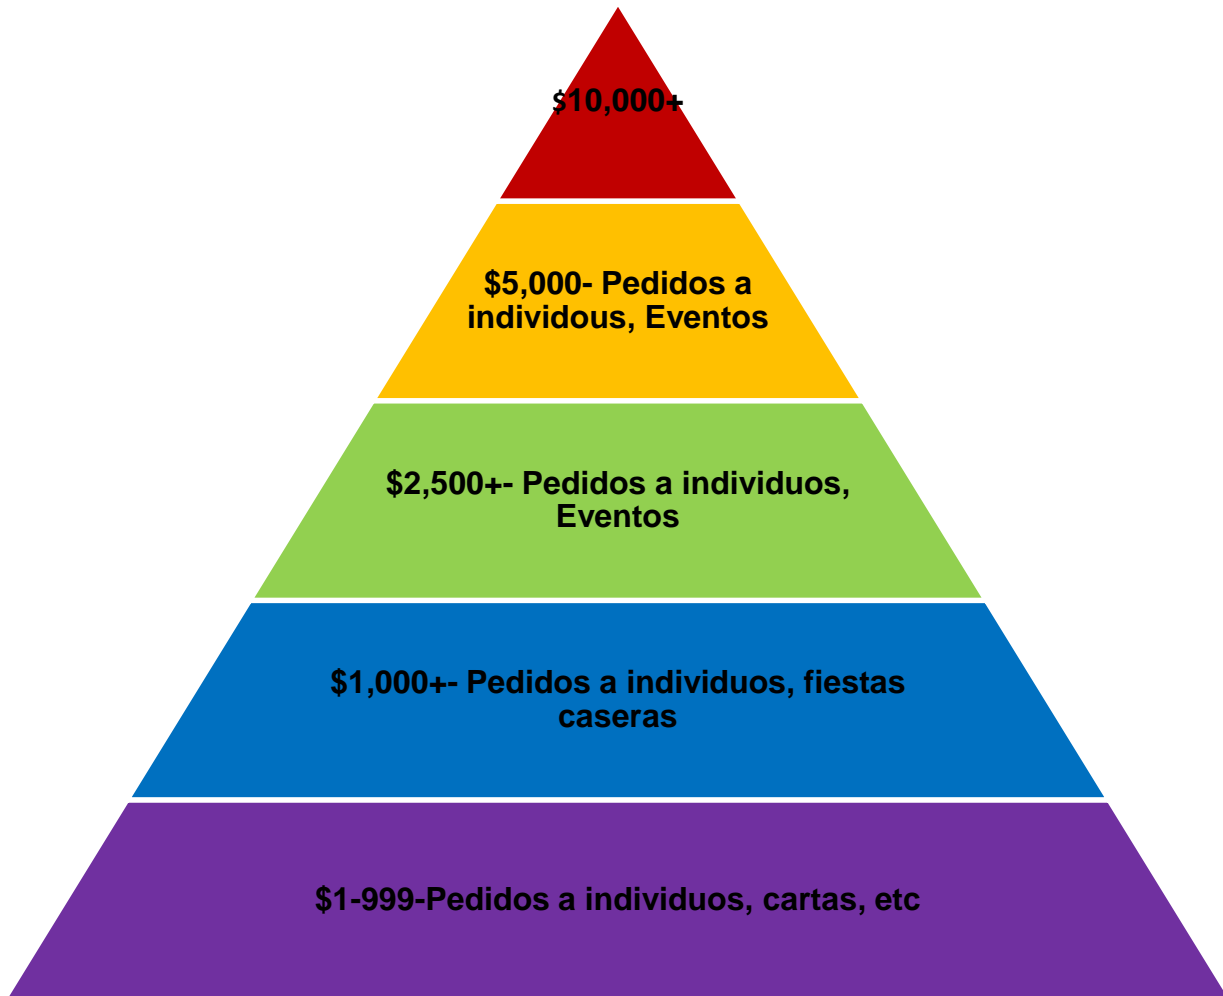 $10,000+
$5,000- Pedidos a
individous, Eventos
$2,500+- Pedidos a individuos,
Eventos
$1,000+- Pedidos a individuos, fiestas
caseras
$1-999-Pedidos a individuos, cartas, etc